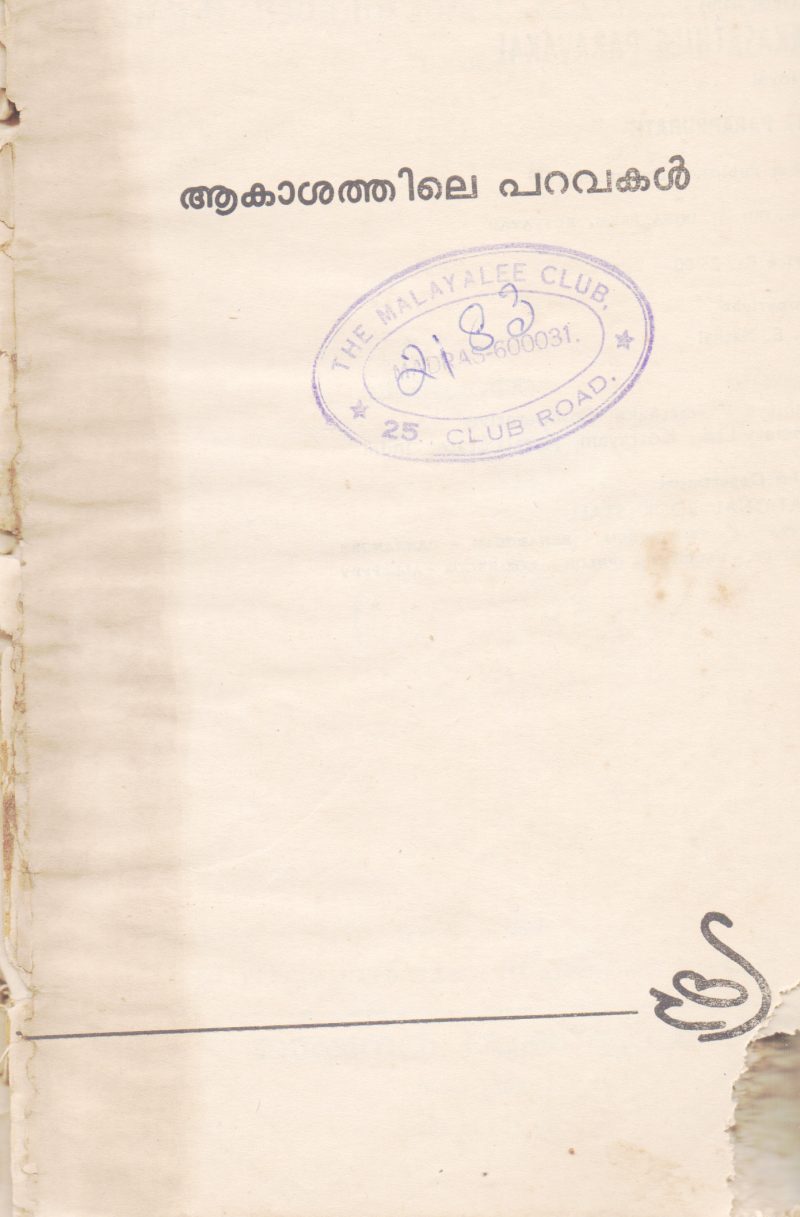 ആകാശത്തിലെ പറവകൾ
THE MALAYALEE CLUB,
2183
MADRAS-600031.
25, CLUB ROAD.